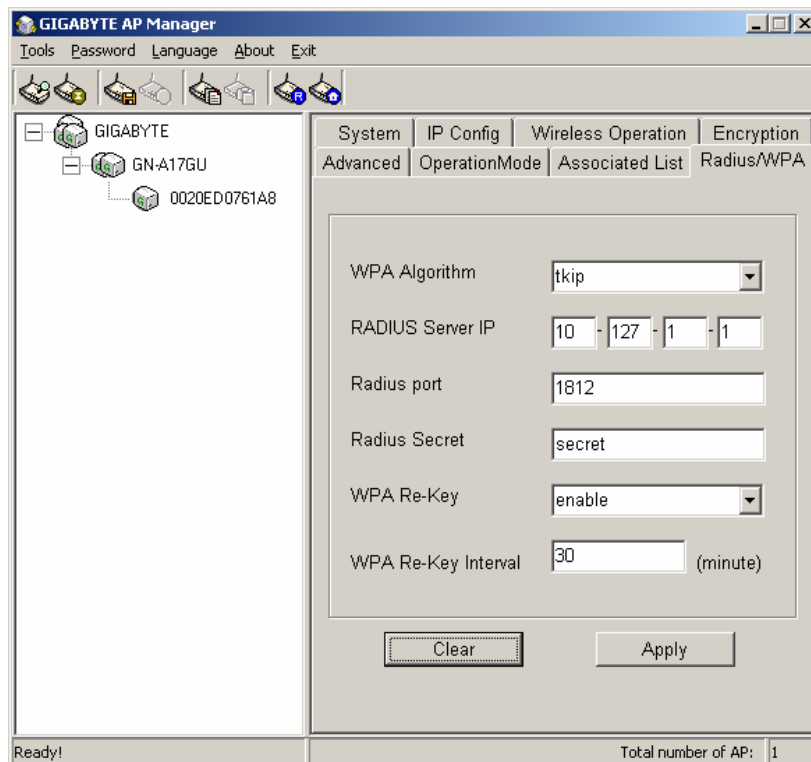 GIGABYTE AP Manager
Tools Password Language About Exit
GIGABYTE
GN-A17GU
0020ED0761A8
System IP Config Wireless Operation Encryption
Advanced OperationMode Associated List Radius/WPA
WPA Algorithm tkip
RADIUS Server IP 10 - 127 - 1 - 1
Radius port 1812
Radius Secret secret
WPA Re-Key enable
WPA Re-Key Interval 30 (minute)
Clear Apply
Ready! Total number of AP: 1